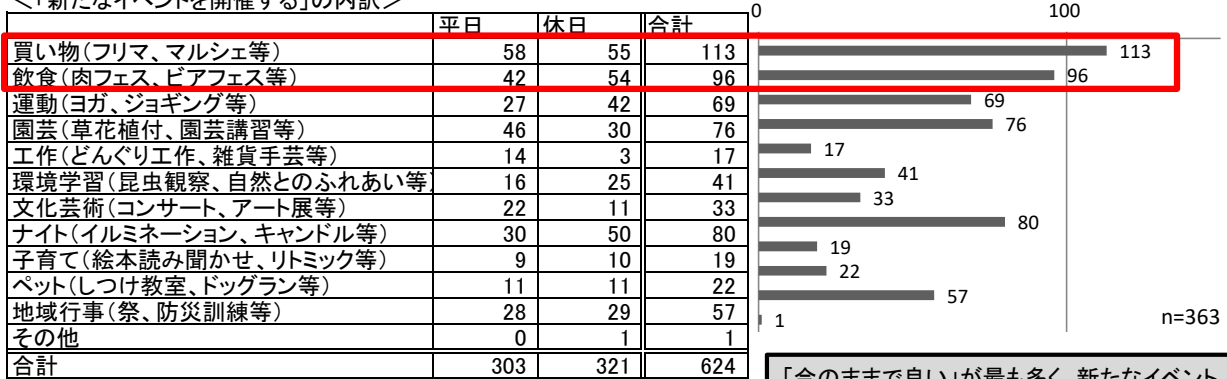 <「新たなイベントを開催する」の内訳>
平日 休日 合計
買い物(フリマ、マルシェ等) 58 55 113
飲食(肉フェス、ビアフェス等) 42 54 96
運動(ヨガ、ジョギング等) 27 42 69
園芸(草花植付、園芸講習等) 46 30 76
工作(どんぐり工作、雑貨手芸等) 14 3 17
環境学習(昆虫観察、自然とのふれあい等) 16 25 41
文化芸術(コンサート、アート展等) 22 11 33
ナイト(イルミネーション、キャンドル等) 30 50 80
子育て(絵本読み聞かせ、リトミック等) 9 10 19
ペット(しつけ教室、ドッグラン等) 11 11 22
地域行事(祭、防災訓練等) 28 29 57
その他 0 1 1
合計 303 321 624
0 100
113
96
69
76
17
41
33
80
19
22
57
1
n=363
「今のままで良い」が最も多く、新たなイベント